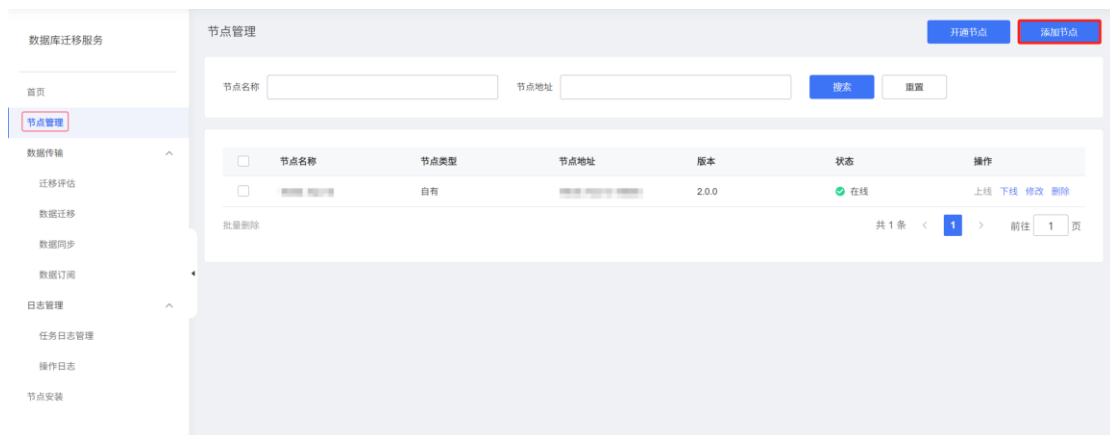 数据库迁移服务
首页
节点管理
数据传输
迁移评估
数据迁移
数据同步
数据订阅
日志管理
任务日志管理
操作日志
节点安装
节点管理 开通节点 添加节点
节点名称 节点地址 搜索 重置
节点名称 节点类型 节点地址 版本 状态 操作
自有 2.0.0 在线 上线 下线 修改 删除
批量删除 共 1 条 < 1 > 前往 1 页